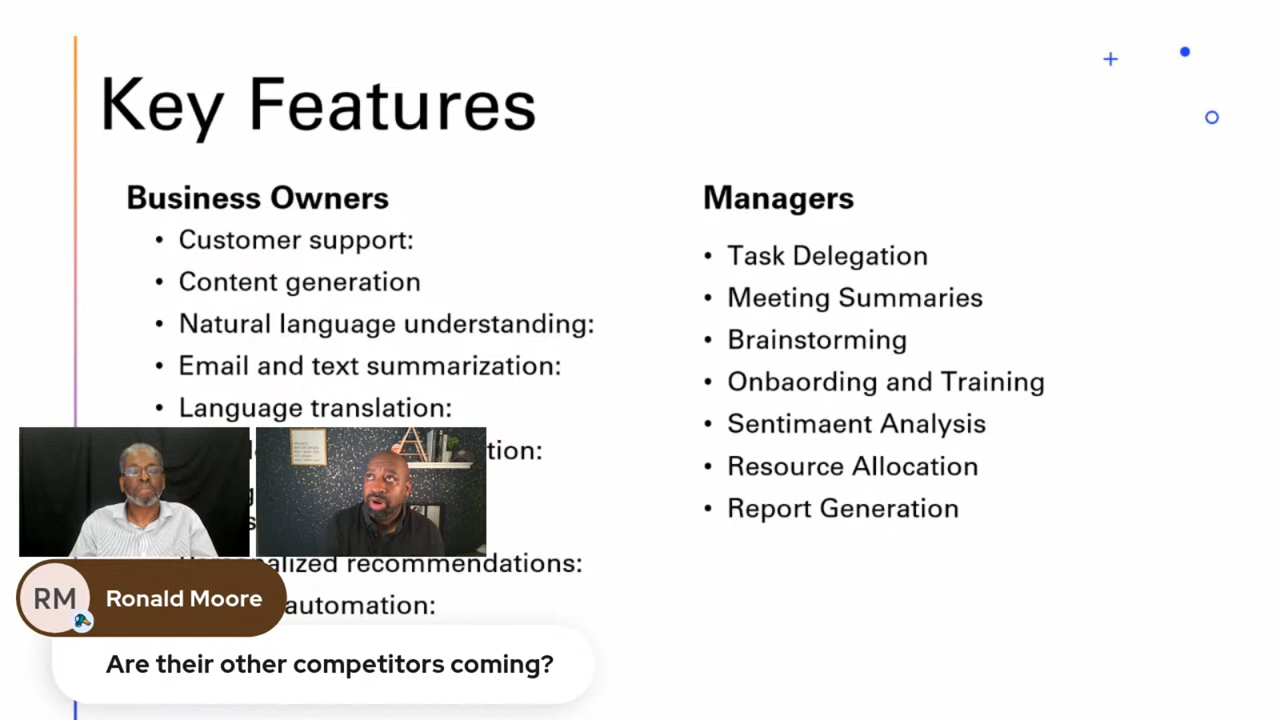 Key Features
Business Owners
Customer support:
Content generation
Natural language understanding:
Email and text summarization:
Language translation:
tion:
alized recommendations:
automation:
Managers
Task Delegation
Meeting Summaries
Brainstorming
Onbaording and Training
Sentimaent Analysis
Resource Allocation
Report Generation
RM
Ronald Moore
Are their other competitors coming?